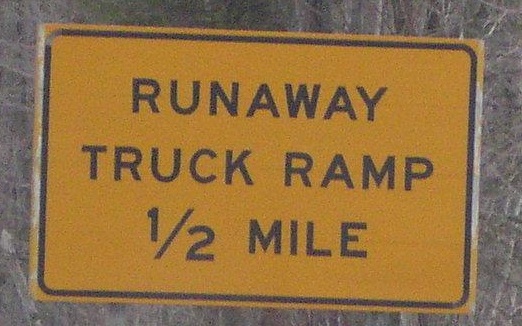 RUNAWAY
TRUCK RAMP
1/2 MILE